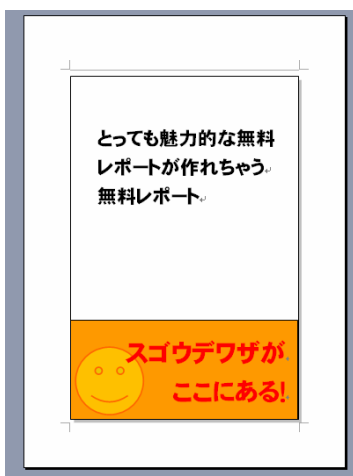 とっても魅力的な無料
レポートが作れちゃう
無料レポート
スゴウデワザが
ここにある!